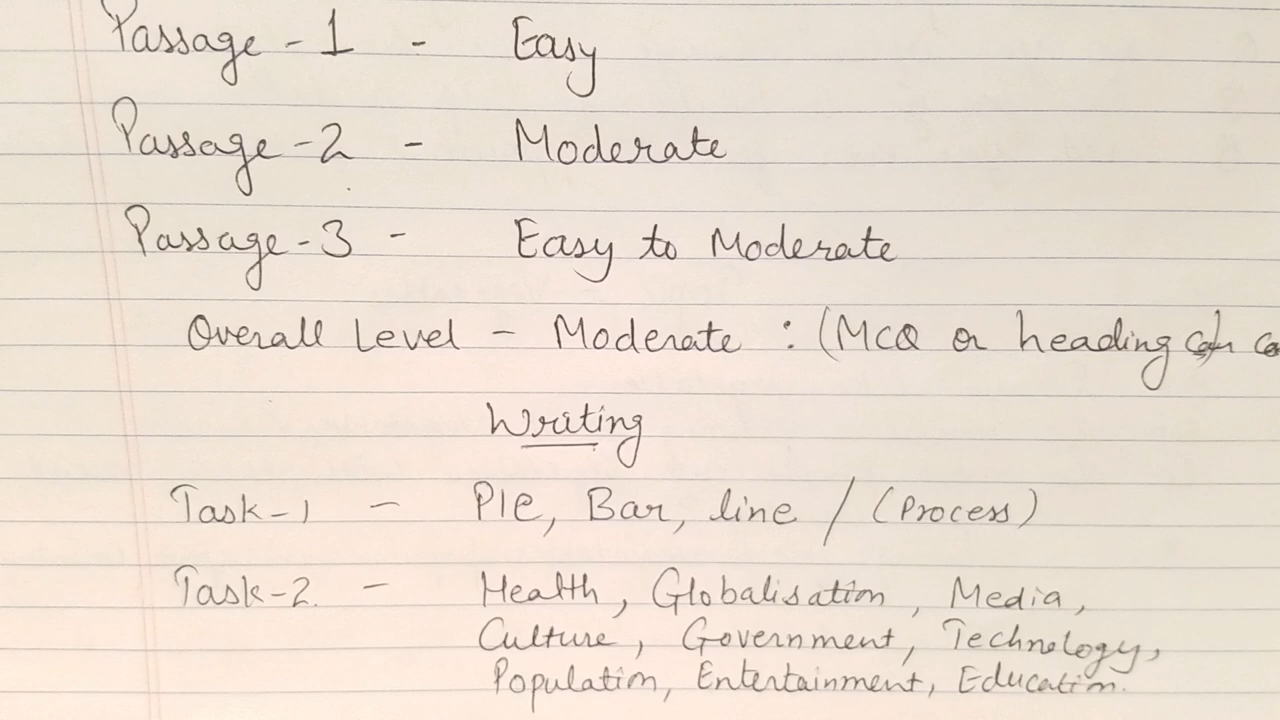 Passage - 1 - Easy
Passage - 2 - Moderate
Passage - 3 - Easy to Moderate
Overall Level - Moderate : (MCQ or heading
Writing
Task - 1 - PIE, Bar, line / (Process)
Task - 2. - Health, Globalisation, Media,
Culture, Government, Technology,
Population, Entertainment, Education.